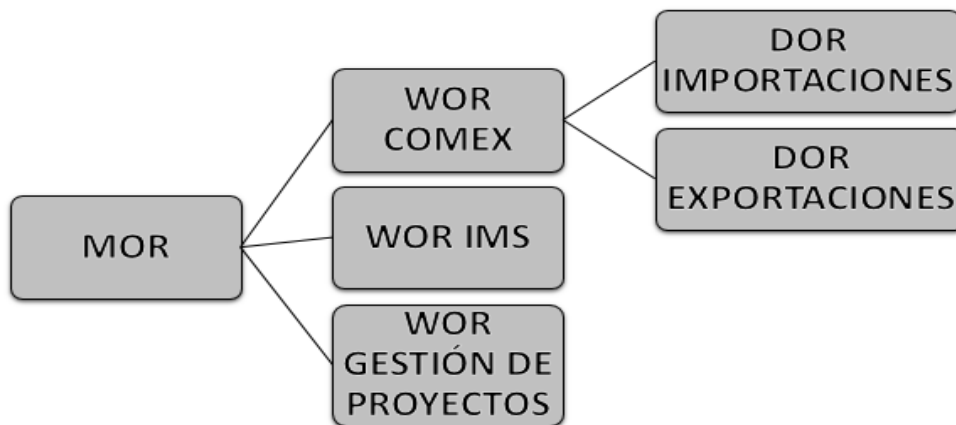 MOR
WOR
COMEX
WOR IMS
WOR
GESTIÓN DE
PROYECTOS
DOR
IMPORTACIONES
DOR
EXPORTACIONES